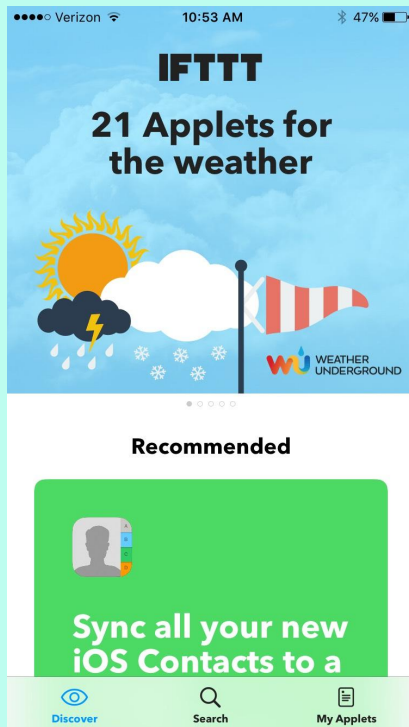 Verizon 10:53 AM 47%
IFTTT
21 Applets for
the weather
WU WEATHER
UNDERGROUND
Recommended
A
B
C
D
Sync all your new
iOS Contacts to a
Discover Search My Applets